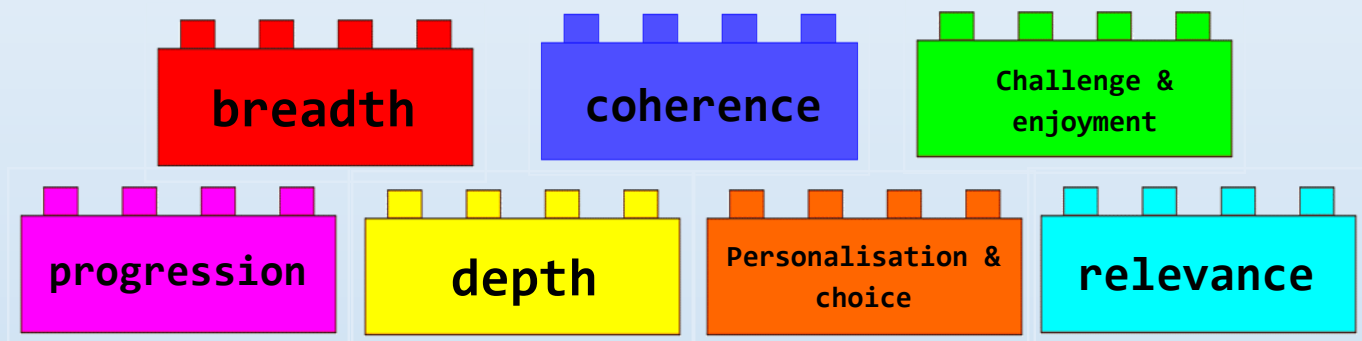 breadth
coherence
Challenge &
enjoyment
progression
depth
Personalisation &
choice
relevance